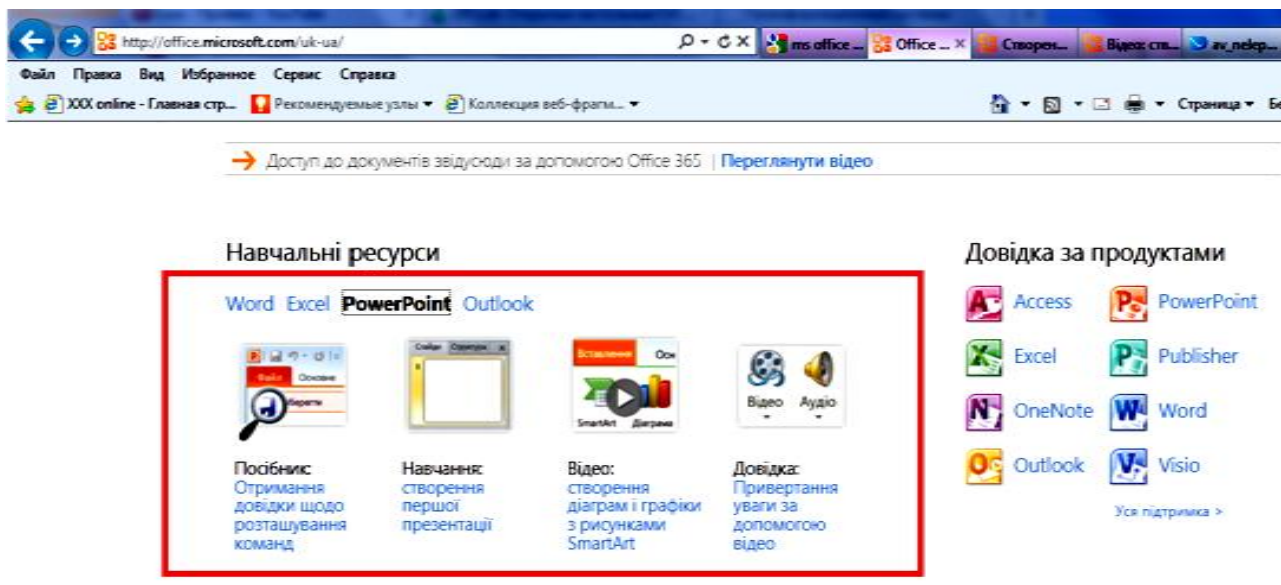 http://office.microsoft.com/uk-ua/
ms office ...
Office ...
Створен...
Відео: ств...
av_nelep...
Файл Правка Вид Избранное Сервис Справка
XXX online - Главная стр...
Рекомендуемые узлы
Коллекция веб-фрагм...
Страница
Бе
Доступ до документів звідусюди за допомогою Office 365 | Переглянути відео
Навчальні ресурси
Word Excel PowerPoint Outlook
Файл Основне
Зберегти
Слайди Структура
Вставлення Осн
SmartArt Діаграма
Відео Аудіо
Посібник:
Отримання
довідки щодо
розташування
команд
Навчання:
створення
першої
презентації
Відео:
створення
діаграм і графіки
з рисунками
SmartArt
Довідка:
Привертання
уваги за
допомогою
відео
Довідка за продуктами
Access PowerPoint
Excel Publisher
OneNote Word
Outlook Visio
Уся підтримка >